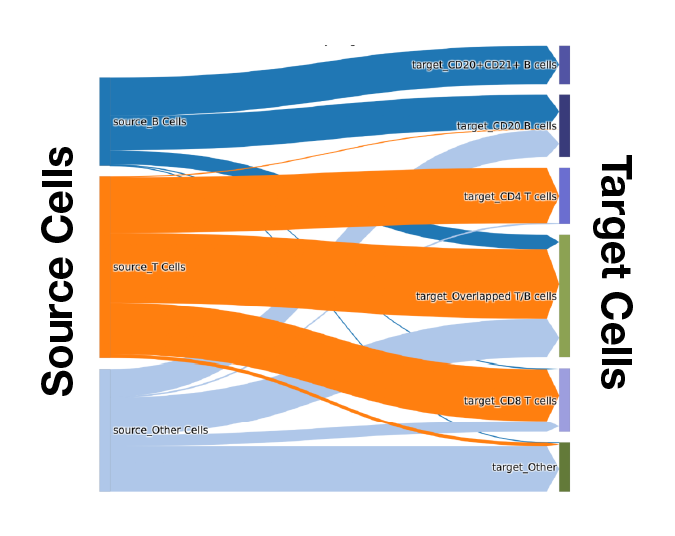 Source Cells
source_B Cells
source_T Cells
source_Other Cells
target_CD20+CD21+ B cells
target_CD20 B cells
target_CD4 T cells
target_Overlapped T/B cells
target_CD8 T cells
target_Other
Target Cells